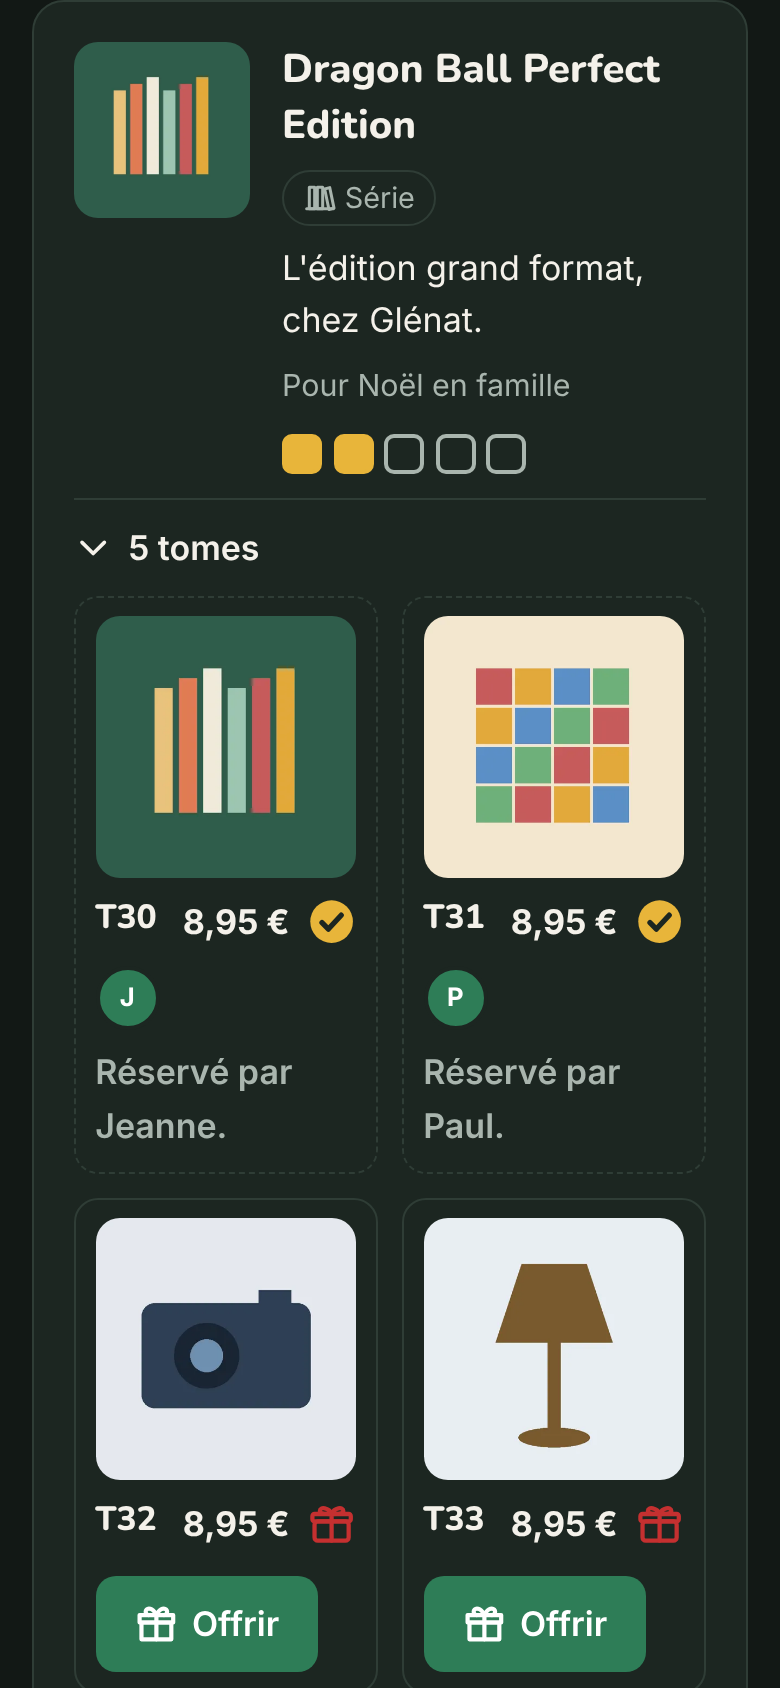 Dragon Ball Perfect
Edition
Série
L'édition grand format,
chez Glénat.
Pour Noël en famille
5 tomes
T30 8,95 €
J
Réservé par
Jeanne.
T31 8,95 €
P
Réservé par
Paul.
T32 8,95 €
Offrir
T33 8,95 €
Offrir